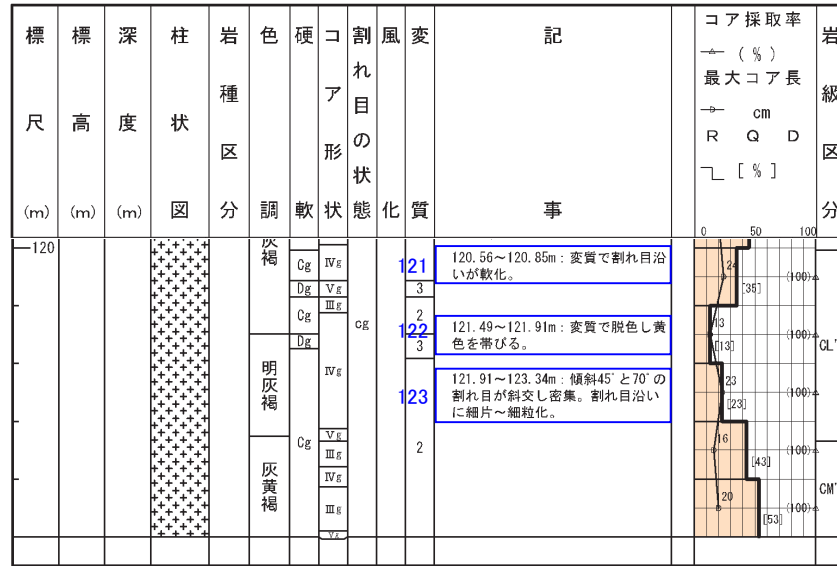 標尺(m)
標高(m)
深度(m)
柱状図
岩種区分
色調
硬軟
コア形状
割れ目の状態
風化
変質
記事
コア採取率
(%)
最大コア長
cm
R Q D
[%]
岩級区分
0 50 100
120
灰褐
明灰褐
灰黄褐
Cg
Dg
Cg
Dg
Cg
Ⅳg
Ⅴg
Ⅲg
Ⅳg
Ⅴg
Ⅲg
Ⅳg
Ⅲg
Ⅴg
cg
3
2
3
2
121
120.56～120.85m：変質で割れ目沿
いが軟化。
122
121.49～121.91m：変質で脱色し黄
色を帯びる。
123
121.91～123.34m：傾斜45ﾟと70ﾟの
割れ目が斜交し密集。割れ目沿い
に細片～細粒化。
24
(100)
[35]
13
(100)
[13]
23
(100)
[23]
16
(100)
[43]
20
(100)
[53]
CL'
CM'